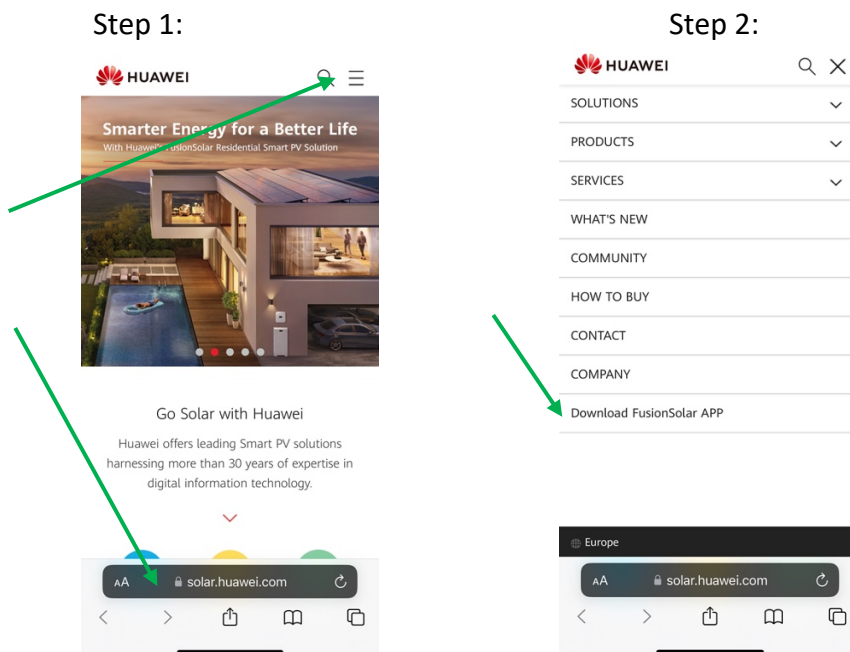 Step 1:
HUAWEI
Smarter Energy for a Better Life
With Huawei's FusionSolar Residential Smart PV Solution
Go Solar with Huawei
Huawei offers leading Smart PV solutions
harnessing more than 30 years of expertise in
digital information technology.
AA solar.huawei.com
Step 2:
HUAWEI
SOLUTIONS
PRODUCTS
SERVICES
WHAT'S NEW
COMMUNITY
HOW TO BUY
CONTACT
COMPANY
Download FusionSolar APP
Europe
AA solar.huawei.com